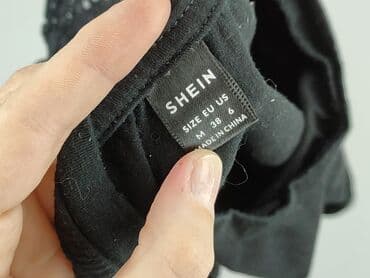 SHEIN
SIZE EU US
M 38 6
MADE IN CHINA